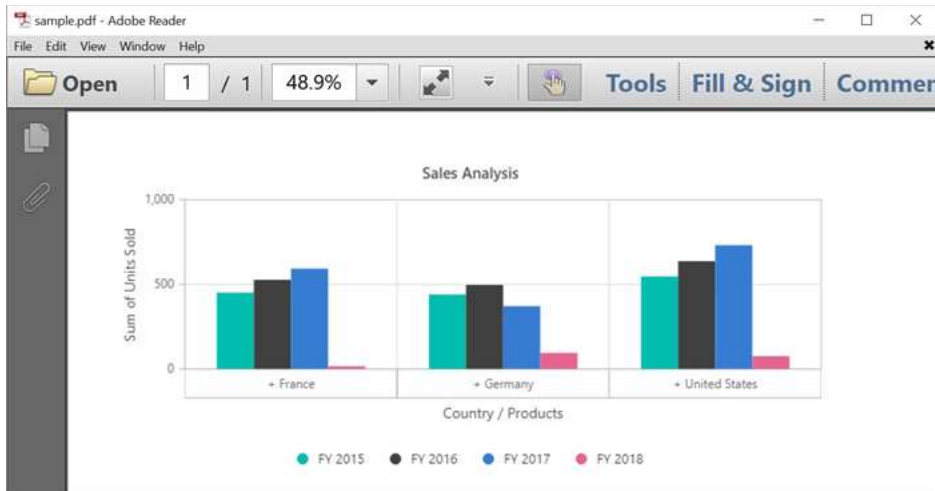 sample.pdf - Adobe Reader
File Edit View Window Help
Open 1 / 1 48.9% Tools Fill & Sign Commen
Sales Analysis
1,000
500
0
Sum of Units Sold
+ France + Germany + United States
Country / Products
FY 2015 FY 2016 FY 2017 FY 2018